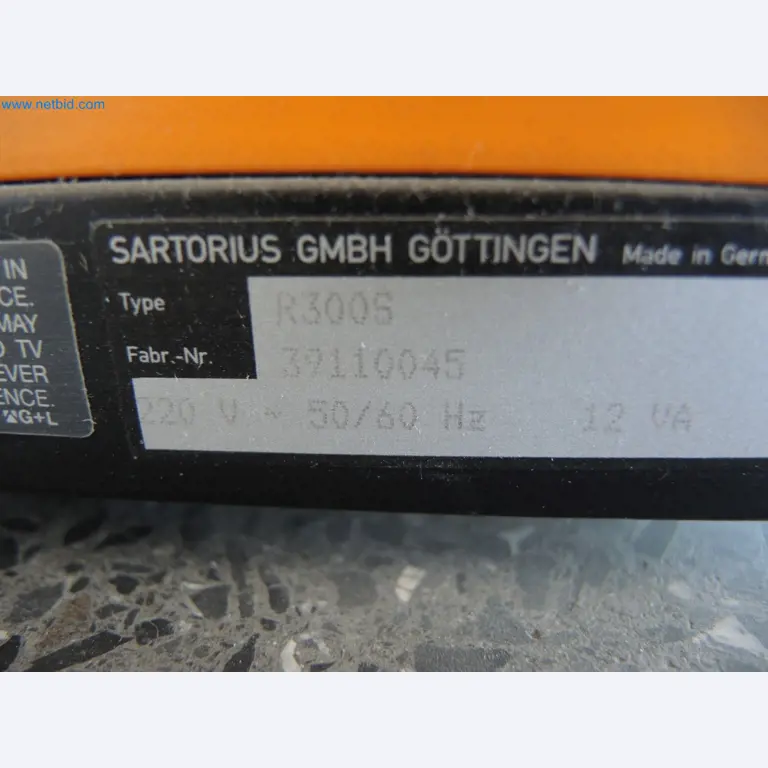 www.netbid.com
SARTORIUS GMBH GÖTTINGEN Made in Germ
Type R300S
Fabr.-Nr. 39110045
220 V ~ 50/60 Hz 12 VA
IN
CE.
MAY
TV
EVER
ENCE.
G+L